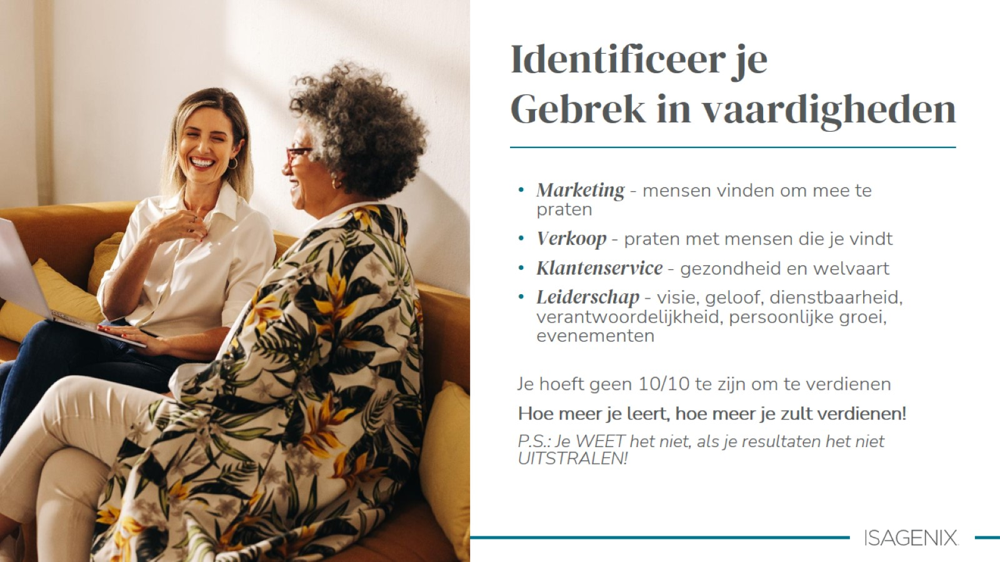 Identificeer je
Gebrek in vaardigheden
• Marketing - mensen vinden om mee te
praten
• Verkoop - praten met mensen die je vindt
• Klantenservice - gezondheid en welvaart
• Leiderschap - visie, geloof, dienstbaarheid,
verantwoordelijkheid, persoonlijke groei,
evenementen
Je hoeft geen 10/10 te zijn om te verdienen
Hoe meer je leert, hoe meer je zult verdienen!
P.S.: Je WEET het niet, als je resultaten het niet
UITSTRALEN!
ISAGENIX